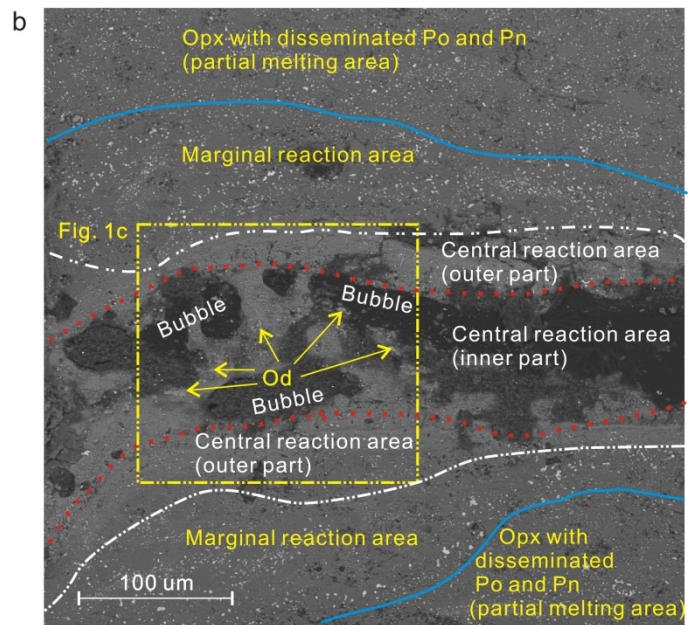 b
Opx with disseminated Po and Pn
(partial melting area)
Marginal reaction area
Fig. 1c
Central reaction area
(outer part)
Bubble
Bubble
Central reaction area
(inner part)
Od
Bubble
Central reaction area
(outer part)
Marginal reaction area
Opx with
disseminated
Po and Pn
(partial melting area)
100 um